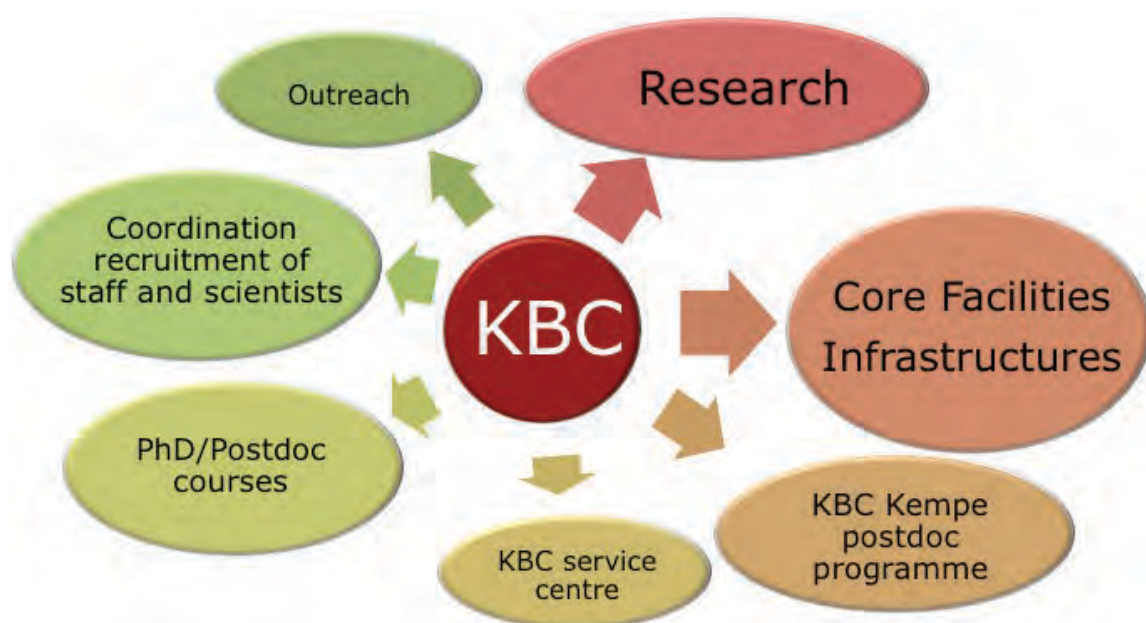 Outreach
Research
Coordination
recruitment of
staff and scientists
KBC
Core Facilities
Infrastructures
PhD/Postdoc
courses
KBC service
centre
KBC Kempe
postdoc
programme